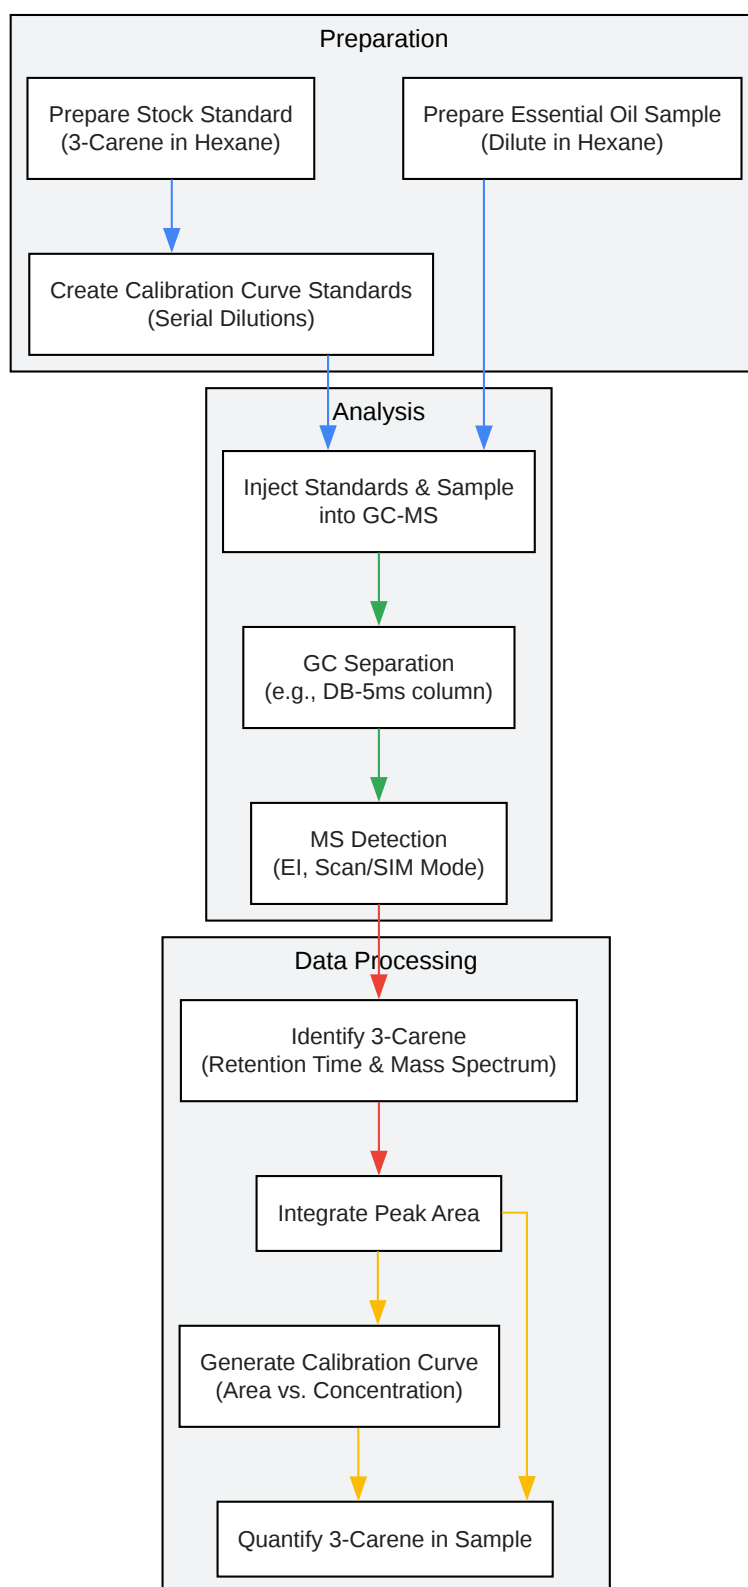 Preparation
Prepare Stock Standard
(3-Carene in Hexane)
Prepare Essential Oil Sample
(Dilute in Hexane)
Create Calibration Curve Standards
(Serial Dilutions)
Analysis
Inject Standards & Sample
into GC-MS
GC Separation
(e.g., DB-5ms column)
MS Detection
(EI, Scan/SIM Mode)
Data Processing
Identify 3-Carene
(Retention Time & Mass Spectrum)
Integrate Peak Area
Generate Calibration Curve
(Area vs. Concentration)
Quantify 3-Carene in Sample